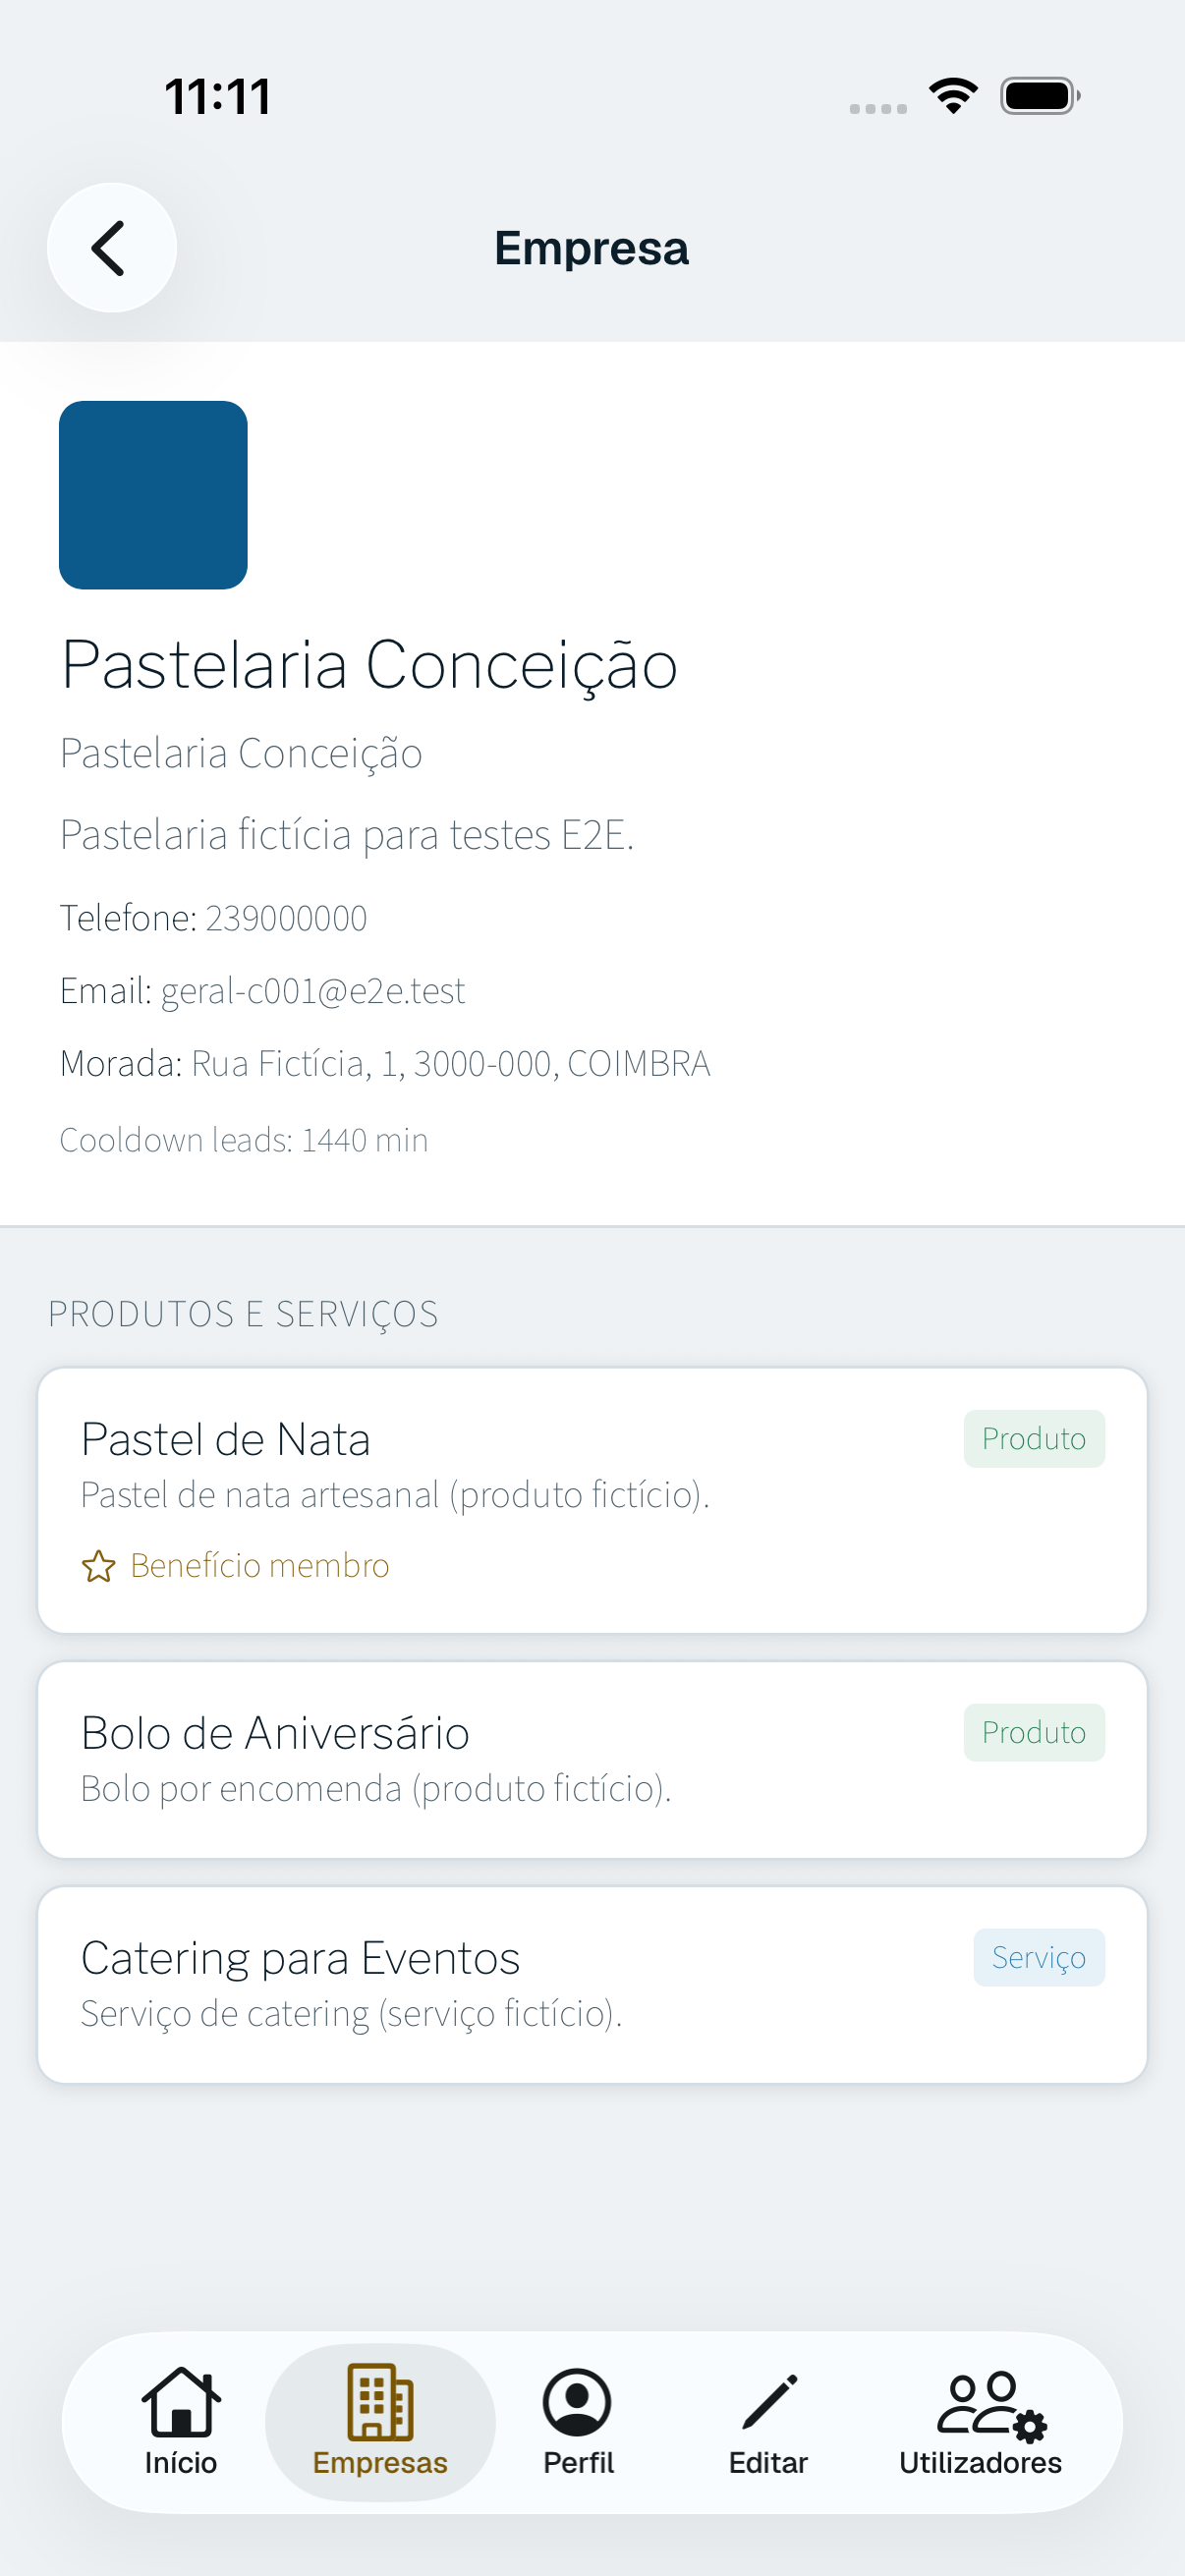 11:11
Empresa
Pastelaria Conceição
Pastelaria Conceição
Pastelaria fictícia para testes E2E.
Telefone: 239000000
Email: geral-c001@e2e.test
Morada: Rua Fictícia, 1, 3000-000, COIMBRA
Cooldown leads: 1440 min
PRODUTOS E SERVIÇOS
Pastel de Nata
Produto
Pastel de nata artesanal (produto fictício).
Benefício membro
Bolo de Aniversário
Produto
Bolo por encomenda (produto fictício).
Catering para Eventos
Serviço
Serviço de catering (serviço fictício).
Início
Empresas
Perfil
Editar
Utilizadores